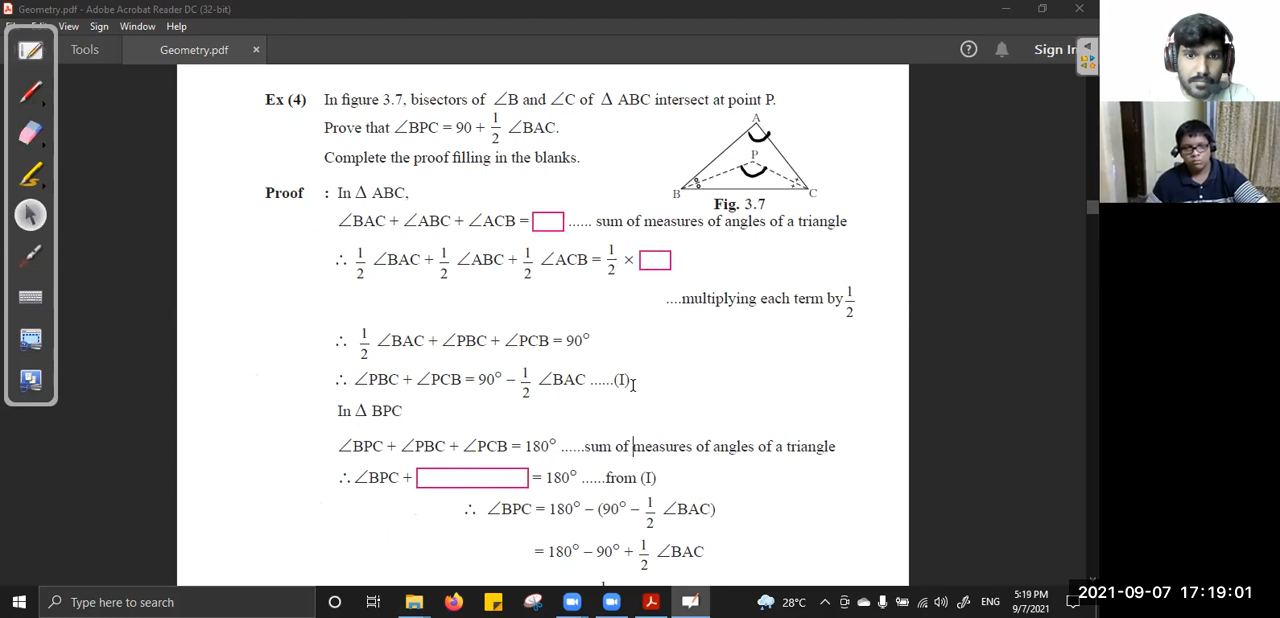 Geometry.pdf - Adobe Acrobat Reader DC (32-bit)
View Sign Window Help
Tools Geometry.pdf × Sign In
Ex (4) In figure 3.7, bisectors of ∠B and ∠C of Δ ABC intersect at point P.
Prove that ∠BPC = 90 + 1/2 ∠BAC.
Complete the proof filling in the blanks.
A
P
B C
Fig. 3.7
Proof : In Δ ABC,
∠BAC + ∠ABC + ∠ACB = ...... sum of measures of angles of a triangle
∴ 1/2 ∠BAC + 1/2 ∠ABC + 1/2 ∠ACB = 1/2 ×
....multiplying each term by 1/2
∴ 1/2 ∠BAC + ∠PBC + ∠PCB = 90°
∴ ∠PBC + ∠PCB = 90° − 1/2 ∠BAC ......(I)
In Δ BPC
∠BPC + ∠PBC + ∠PCB = 180° ......sum of measures of angles of a triangle
∴ ∠BPC + = 180° ......from (I)
∴ ∠BPC = 180° − (90° − 1/2 ∠BAC)
= 180° − 90° + 1/2 ∠BAC
Type here to search
28°C ENG
5:19 PM
9/7/2021
2021-09-07 17:19:01